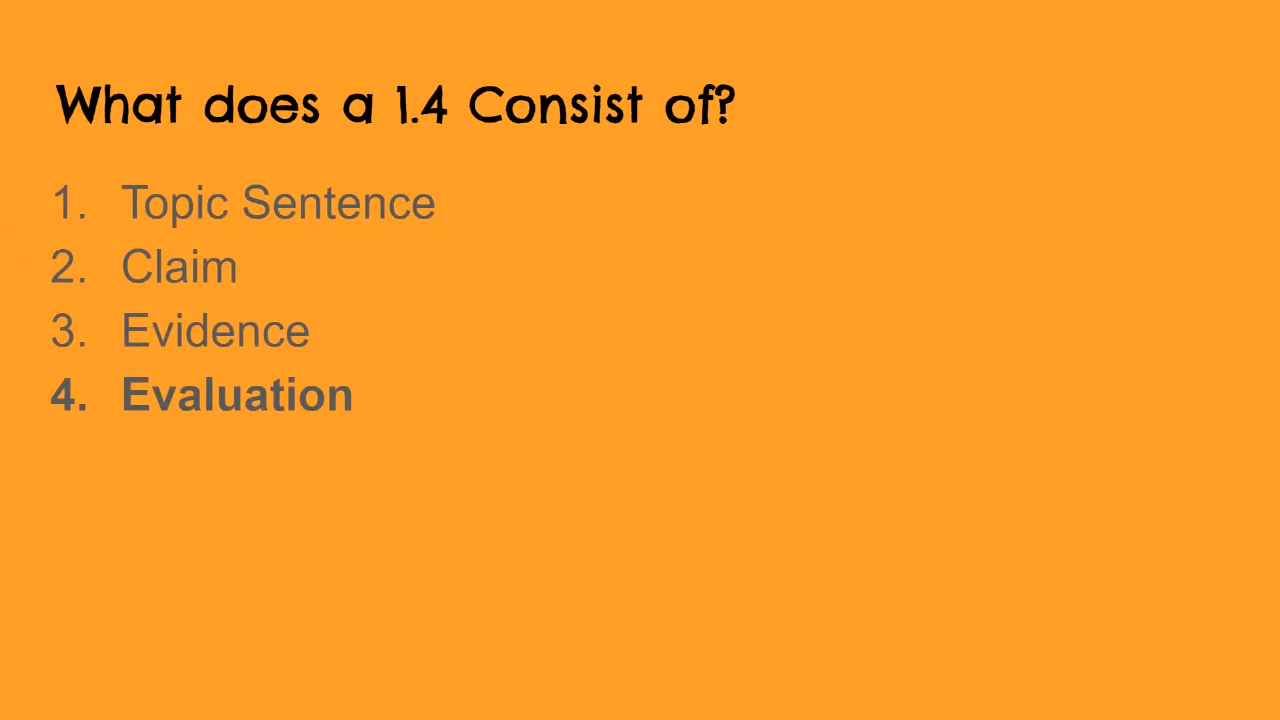 What does a 1.4 Consist of?
1. Topic Sentence
2. Claim
3. Evidence
4. Evaluation